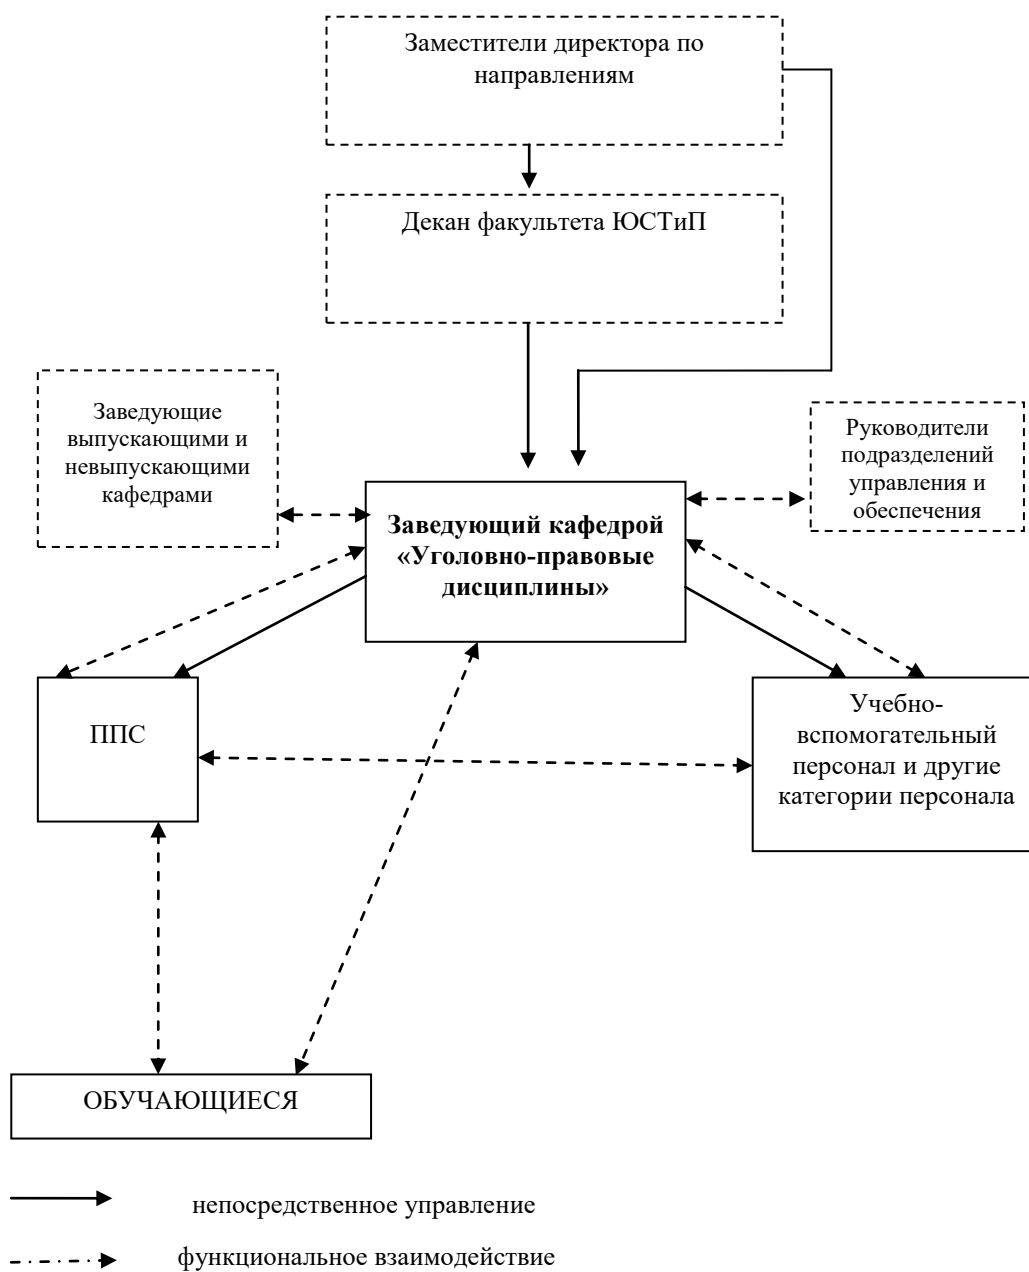 Заместители директора по
направлениям
Декан факультета ЮСТиП
Заведующие
выпускающими и
невыпускающими
кафедрами
Руководители
подразделений
управления и
обеспечения
Заведующий кафедрой
«Уголовно-правовые
дисциплины»
ППС
Учебно-
вспомогательный
персонал и другие
категории персонала
ОБУЧАЮЩИЕСЯ
непосредственное управление
функциональное взаимодействие